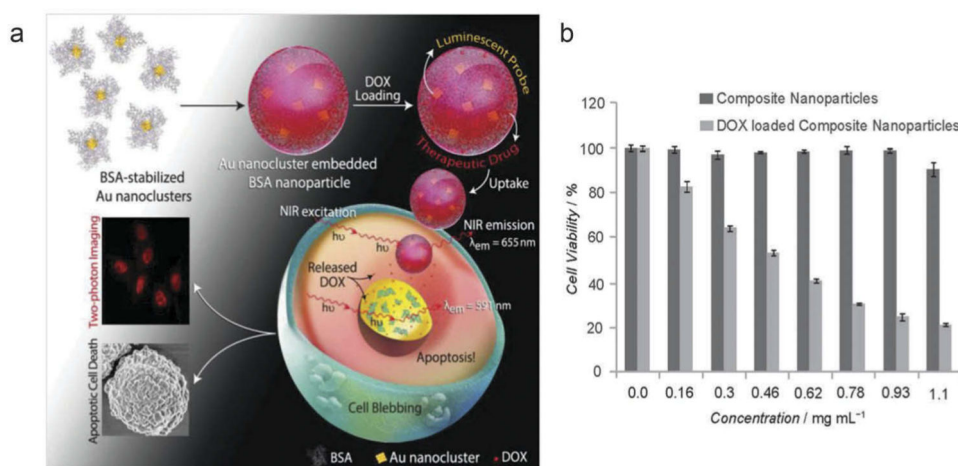 a
BSA-stabilized
Au nanoclusters
Au nanocluster embedded
BSA nanoparticle
DOX
Loading
Luminescent Probe
Therapeutic Drug
Uptake
NIR excitation
NIR emission
λem = 655 nm
hυ
hυ
Released
DOX
hυ
hυ
λem = 591 nm
Apoptosis!
Cell Blebbing
Two-photon Imaging
Apoptotic Cell Death
BSA
Au nanocluster
DOX
b
Composite Nanoparticles
DOX loaded Composite Nanoparticles
Cell Viability / %
120
100
80
60
40
20
0
0.0 0.16 0.3 0.46 0.62 0.78 0.93 1.1
Concentration / mg mL⁻¹